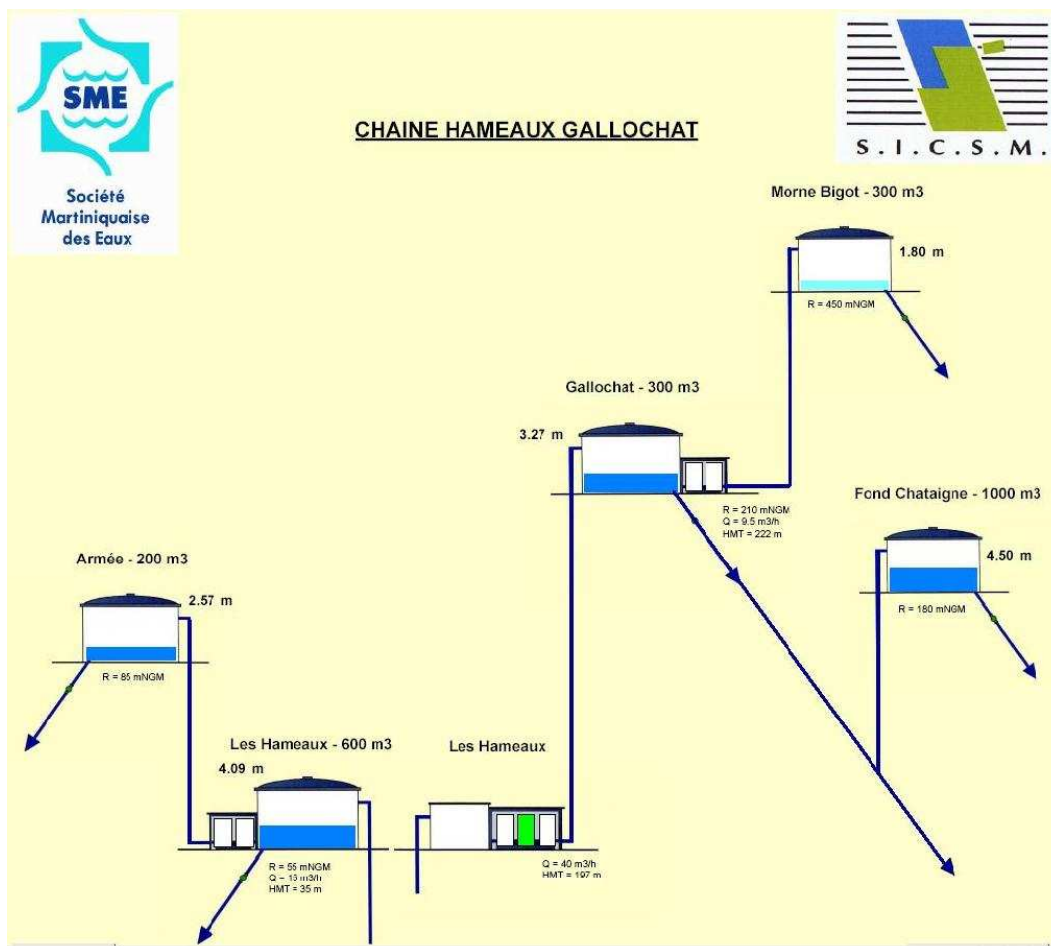 SME
Société
Martiniquaise
des Eaux
CHAINE HAMEAUX GALLOCHAT
S.I.C.S.M.
Morne Bigot - 300 m3
1.80 m
R = 450 mNGM
Gallochat - 300 m3
3.27 m
R = 210 mNGM
Q = 9.5 m3/h
HMT = 222 m
Fond Chataigne - 1000 m3
4.50 m
R = 180 mNGM
Armée - 200 m3
2.57 m
R = 85 mNGM
Les Hameaux - 600 m3
4.09 m
R = 55 mNGM
Q = 15 m3/h
HMT = 35 m
Les Hameaux
Q = 40 m3/h
HMT = 197 m